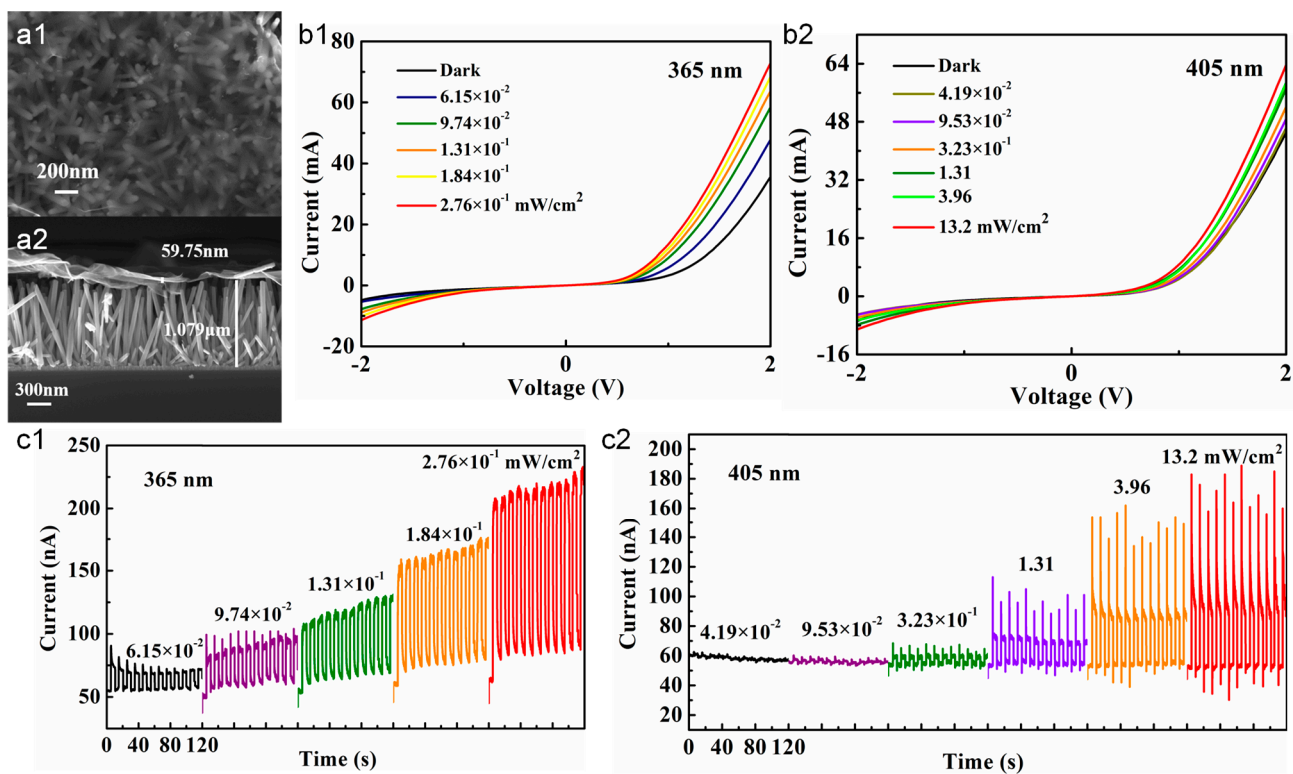 a1
200nm
a2
59.75nm
1.079μm
300nm
b1
365 nm
Dark
6.15×10⁻²
9.74×10⁻²
1.31×10⁻¹
1.84×10⁻¹
2.76×10⁻¹ mW/cm²
Current (mA)
80
60
40
20
0
-20
-2
0
2
Voltage (V)
b2
405 nm
Dark
4.19×10⁻²
9.53×10⁻²
3.23×10⁻¹
1.31
3.96
13.2 mW/cm²
Current (mA)
64
48
32
16
0
-16
-2
0
2
Voltage (V)
c1
365 nm
6.15×10⁻²
9.74×10⁻²
1.31×10⁻¹
1.84×10⁻¹
2.76×10⁻¹ mW/cm²
Current (nA)
250
200
150
100
50
0 40 80 120
Time (s)
c2
405 nm
4.19×10⁻²
9.53×10⁻²
3.23×10⁻¹
1.31
3.96
13.2 mW/cm²
Current (nA)
200
180
160
140
120
100
80
60
40
20
0 40 80 120
Time (s)